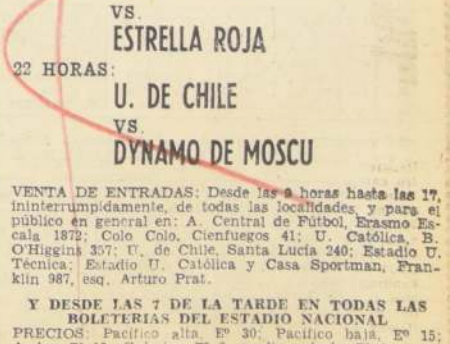 VS.
ESTRELLA ROJA
22 HORAS:
U. DE CHILE
VS.
DYNAMO DE MOSCU
VENTA DE ENTRADAS: Desde las 9 horas hasta las 17,
ininterrumpidamente, de todas las localidades y para el
público en general en: A. Central de Fútbol, Erasmo Es-
cala 1872; Colo Colo, Cienfuegos 41; U. Católica, B.
O'Higgins 357; U. de Chile, Santa Lucía 240; Estadio U.
Técnica; Estadio U. Católica y Casa Sportman, Fran-
klin 987, esq. Arturo Prat.
Y DESDE LAS 7 DE LA TARDE EN TODAS LAS
BOLETERIAS DEL ESTADIO NACIONAL
PRECIOS: Pacífico alta, Eº 30; Pacífico baja, Eº 15;